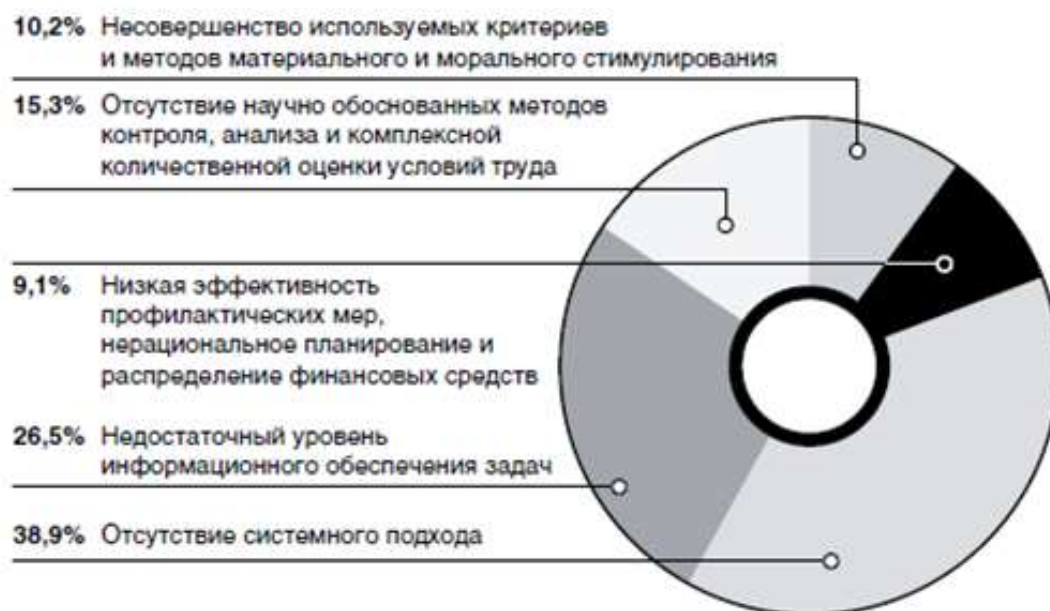 10,2% Несовершенство используемых критериев
и методов материального и морального стимулирования
15,3% Отсутствие научно обоснованных методов
контроля, анализа и комплексной
количественной оценки условий труда
9,1% Низкая эффективность
профилактических мер,
нерациональное планирование и
распределение финансовых средств
26,5% Недостаточный уровень
информационного обеспечения задач
38,9% Отсутствие системного подхода